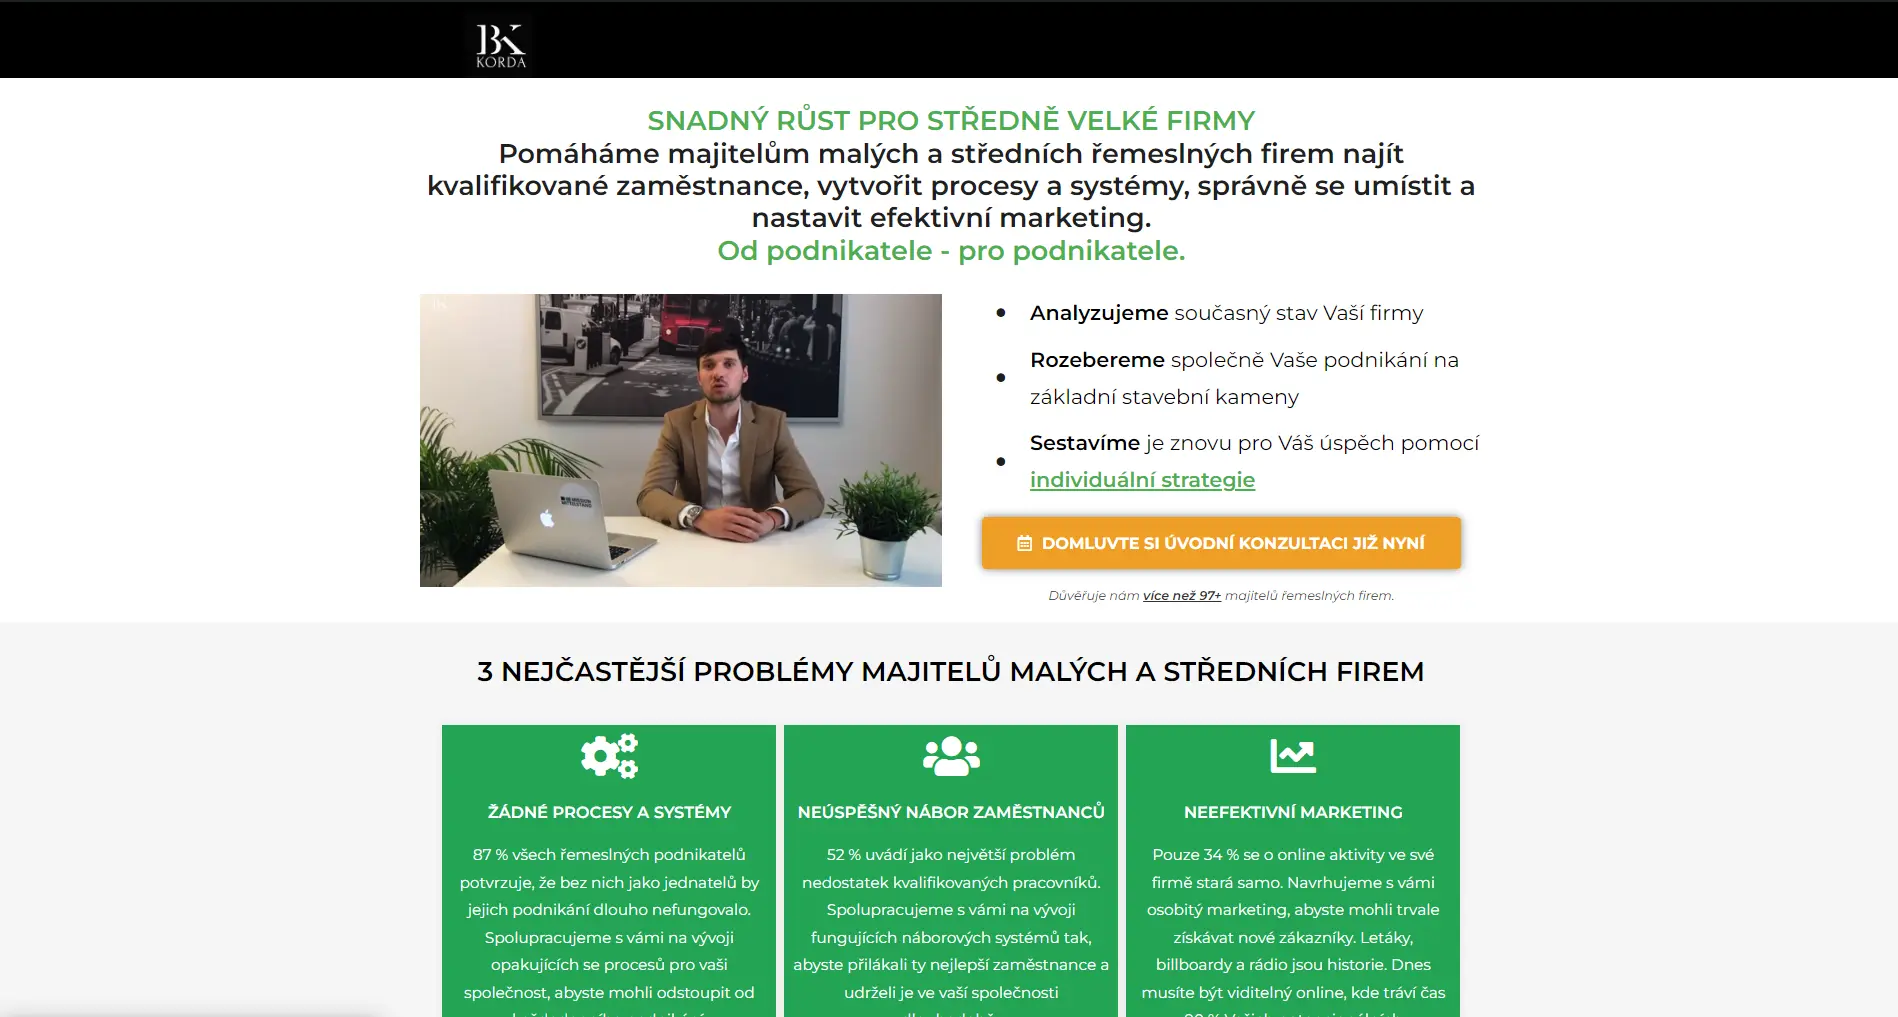 BK
KORDA
SNADNÝ RŮST PRO STŘEDNĚ VELKÉ FIRMY
Pomáháme majitelům malých a středních řemeslných firem najít
kvalifikované zaměstnance, vytvořit procesy a systémy, správně se umístit a
nastavit efektivní marketing.
Od podnikatele - pro podnikatele.
Analyzujeme současný stav Vaší firmy
Rozebereme společně Vaše podnikání na
základní stavební kameny
Sestavíme je znovu pro Váš úspěch pomocí
individuální strategie
DOMLUVTE SI ÚVODNÍ KONZULTACI JIŽ NYNÍ
Důvěřuje nám více než 97+ majitelů řemeslných firem.
3 NEJČASTĚJŠÍ PROBLÉMY MAJITELŮ MALÝCH A STŘEDNÍCH FIREM
ŽÁDNÉ PROCESY A SYSTÉMY
87 % všech řemeslných podnikatelů
potvrzuje, že bez nich jako jednatelů by
jejich podnikání dlouho nefungovalo.
Spolupracujeme s vámi na vývoji
opakujících se procesů pro vaši
společnost, abyste mohli odstoupit od
NEÚSPĚŠNÝ NÁBOR ZAMĚSTNANCŮ
52 % uvádí jako největší problém
nedostatek kvalifikovaných pracovníků.
Spolupracujeme s vámi na vývoji
fungujících náborových systémů tak,
abyste přilákali ty nejlepší zaměstnance a
udrželi je ve vaší společnosti
NEEFEKTIVNÍ MARKETING
Pouze 34 % se o online aktivity ve své
firmě stará samo. Navrhujeme s vámi
osobitý marketing, abyste mohli trvale
získávat nové zákazníky. Letáky,
billboardy a rádio jsou historie. Dnes
musíte být viditelný online, kde tráví čas